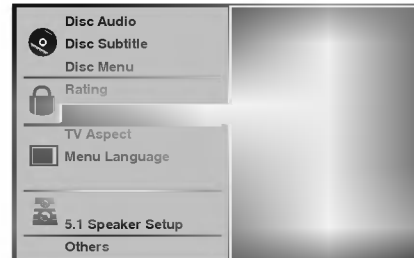 Disc Audio
Disc Subtitle
Disc Menu
Rating
TV Aspect
Menu Language
5.1 Speaker Setup
Others